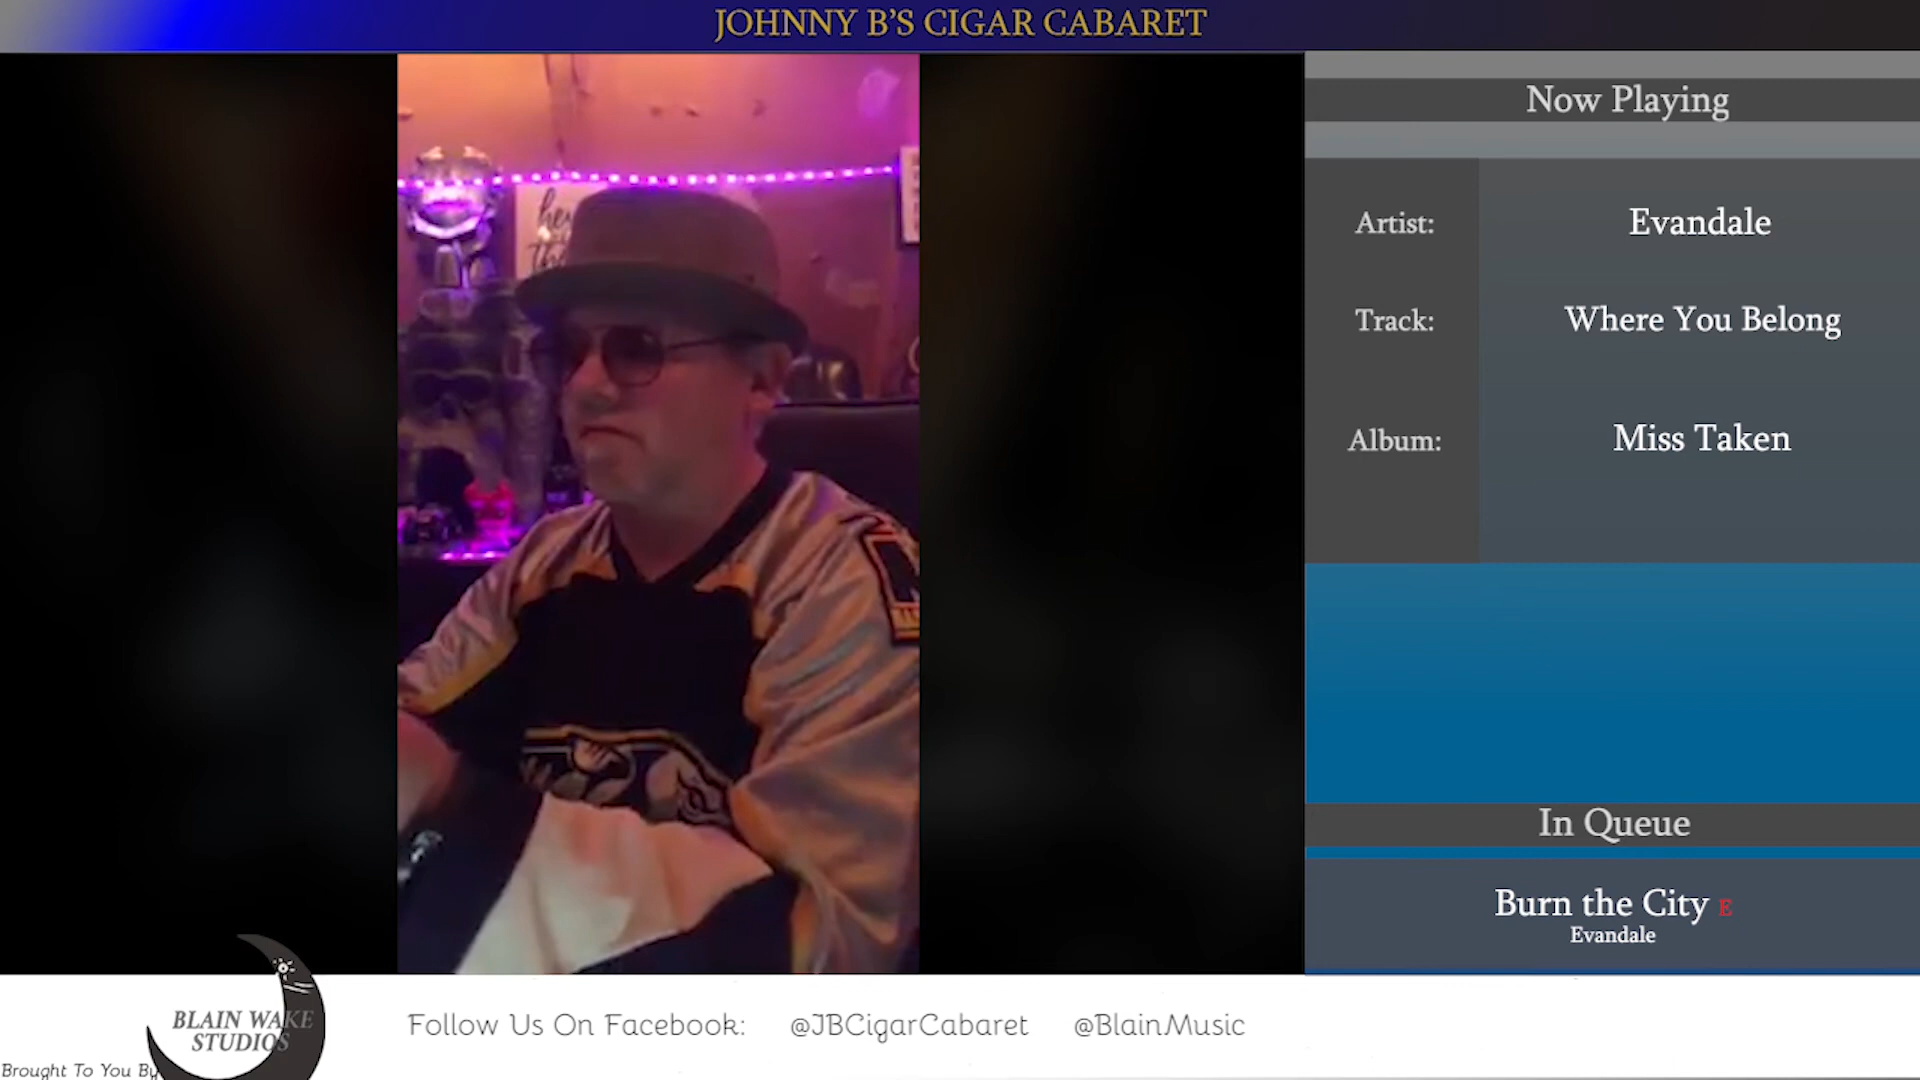 JOHNNY B'S CIGAR CABARET
Now Playing
Artist: Evandale
Track: Where You Belong
Album: Miss Taken
In Queue
Burn the City E
Evandale
BLAIN WAKE
STUDIOS
Brought To You By
Follow Us On Facebook: @JBCigarCabaret @BlainMusic